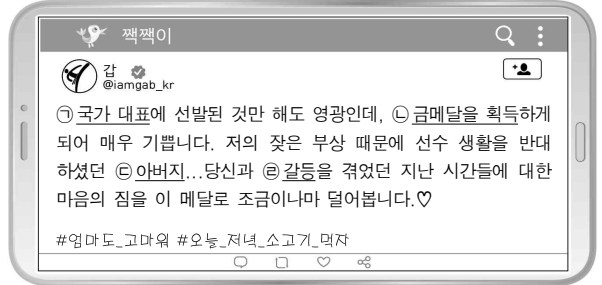 짹짹이
갑
@iamgab_kr
㉠ 국가 대표에 선발된 것만 해도 영광인데, ㉡ 금메달을 획득하게
되어 매우 기쁩니다. 저의 잦은 부상 때문에 선수 생활을 반대
하셨던 ㉢ 아버지...당신과 ㉣ 갈등을 겪었던 지난 시간들에 대한
마음의 짐을 이 메달로 조금이나마 덜어봅니다.♡
#엄마도_고마워 #오늘_저녁_소고기_먹자